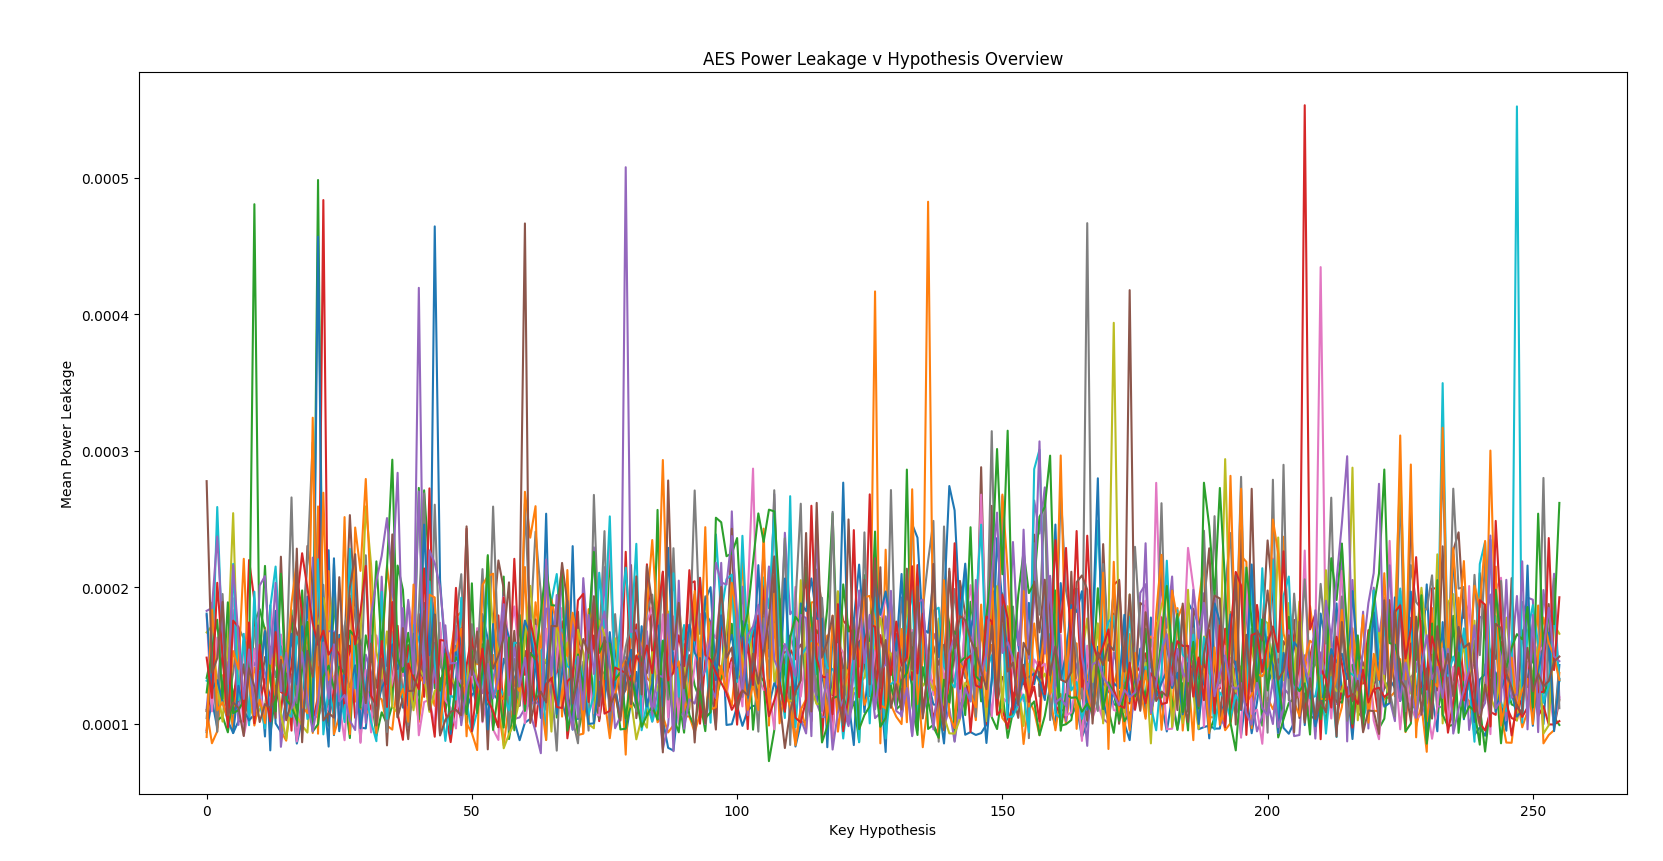 AES Power Leakage v Hypothesis Overview
Mean Power Leakage
0.0005
0.0004
0.0003
0.0002
0.0001
0 50 100 150 200 250
Key Hypothesis